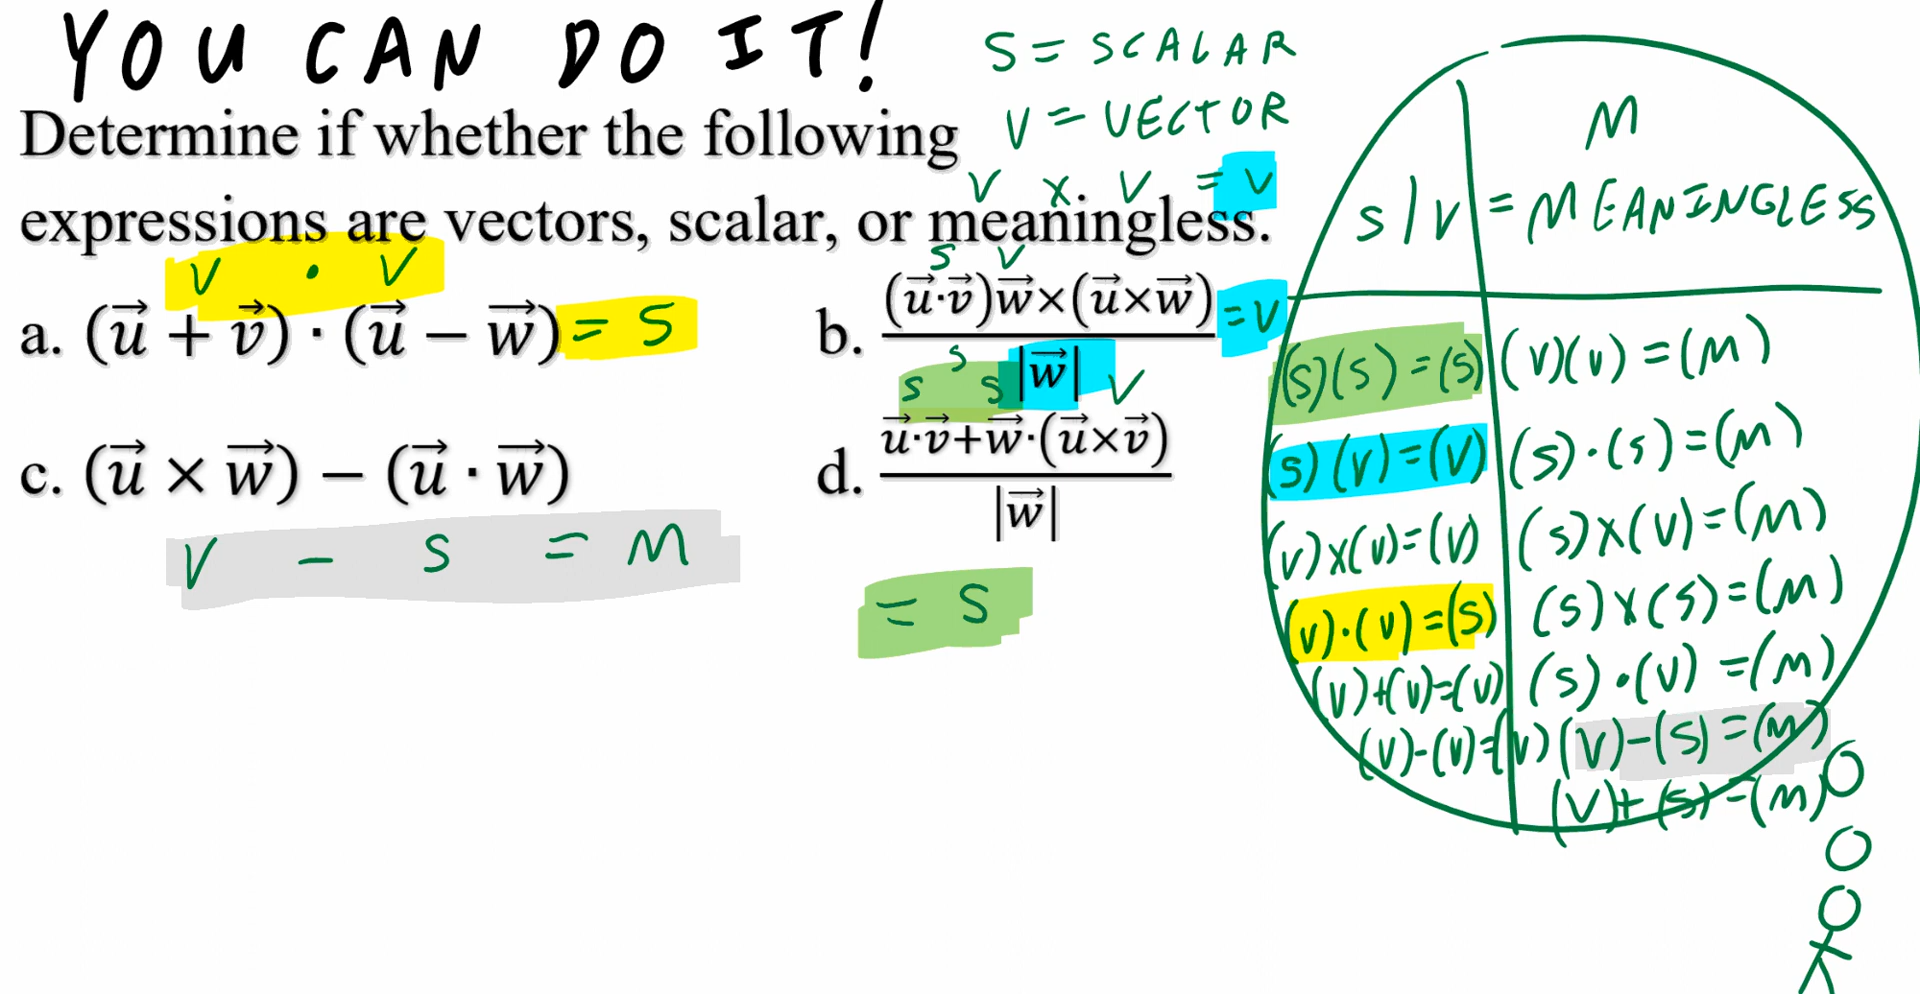 YOU CAN DO IT!
S = SCALAR
V = VECTOR
Determine if whether the following
V × V = V
expressions are vectors, scalar, or meaningless.
V · V
a. (u⃗ + v⃗) · (u⃗ − w⃗) = S
S V
b. (u⃗·v⃗)w⃗×(u⃗×w⃗) = V
|w⃗|
V - S = M
c. (u⃗ × w⃗) − (u⃗ · w⃗)
S S S V
d. u⃗·v⃗+w⃗·(u⃗×v⃗)
|w⃗|
= S
S/V
M
= MEANINGLESS
(S)(S)=(S)
(V)(V)=(M)
(S)(V)=(V)
(S)·(S)=(M)
(V)×(V)=(V)
(S)×(V)=(M)
(V)·(V)=(S)
(S)×(S)=(M)
(V)+(V)=(V)
(S)·(V)=(M)
(V)-(V)=(V)
(V)-(S)=(M)
(V)+(S)=(M)